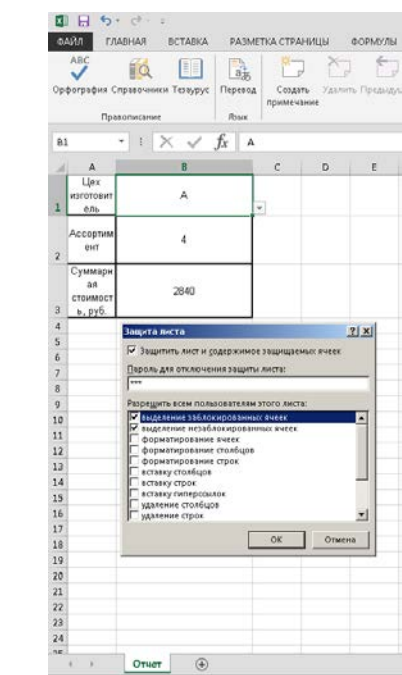 ФАЙЛ ГЛАВНАЯ ВСТАВКА РАЗМЕТКА СТРАНИЦЫ ФОРМУЛЫ
ABC
Орфография Справочники Тезаурус Перевод Создать Удалить Предыдущ
примечание
Правописание Язык
B1 fx А
A B C D E
1 Цех изготовит ель А
2 Ассортим ент 4
3 Суммарн ая стоимост ь, руб. 2840
4
5
6
7
8
9
10
11
12
13
14
15
16
17
18
19
20
21
22
23
24
Защита листа
Защитить лист и содержимое защищаемых ячеек
Пароль для отключения защиты листа:
***
Разрешить всем пользователям этого листа:
выделение заблокированных ячеек
выделение незаблокированных ячеек
форматирование ячеек
форматирование столбцов
форматирование строк
вставку столбцов
вставку строк
вставку гиперссылок
удаление столбцов
удаление строк
ОК Отмена
Отчет